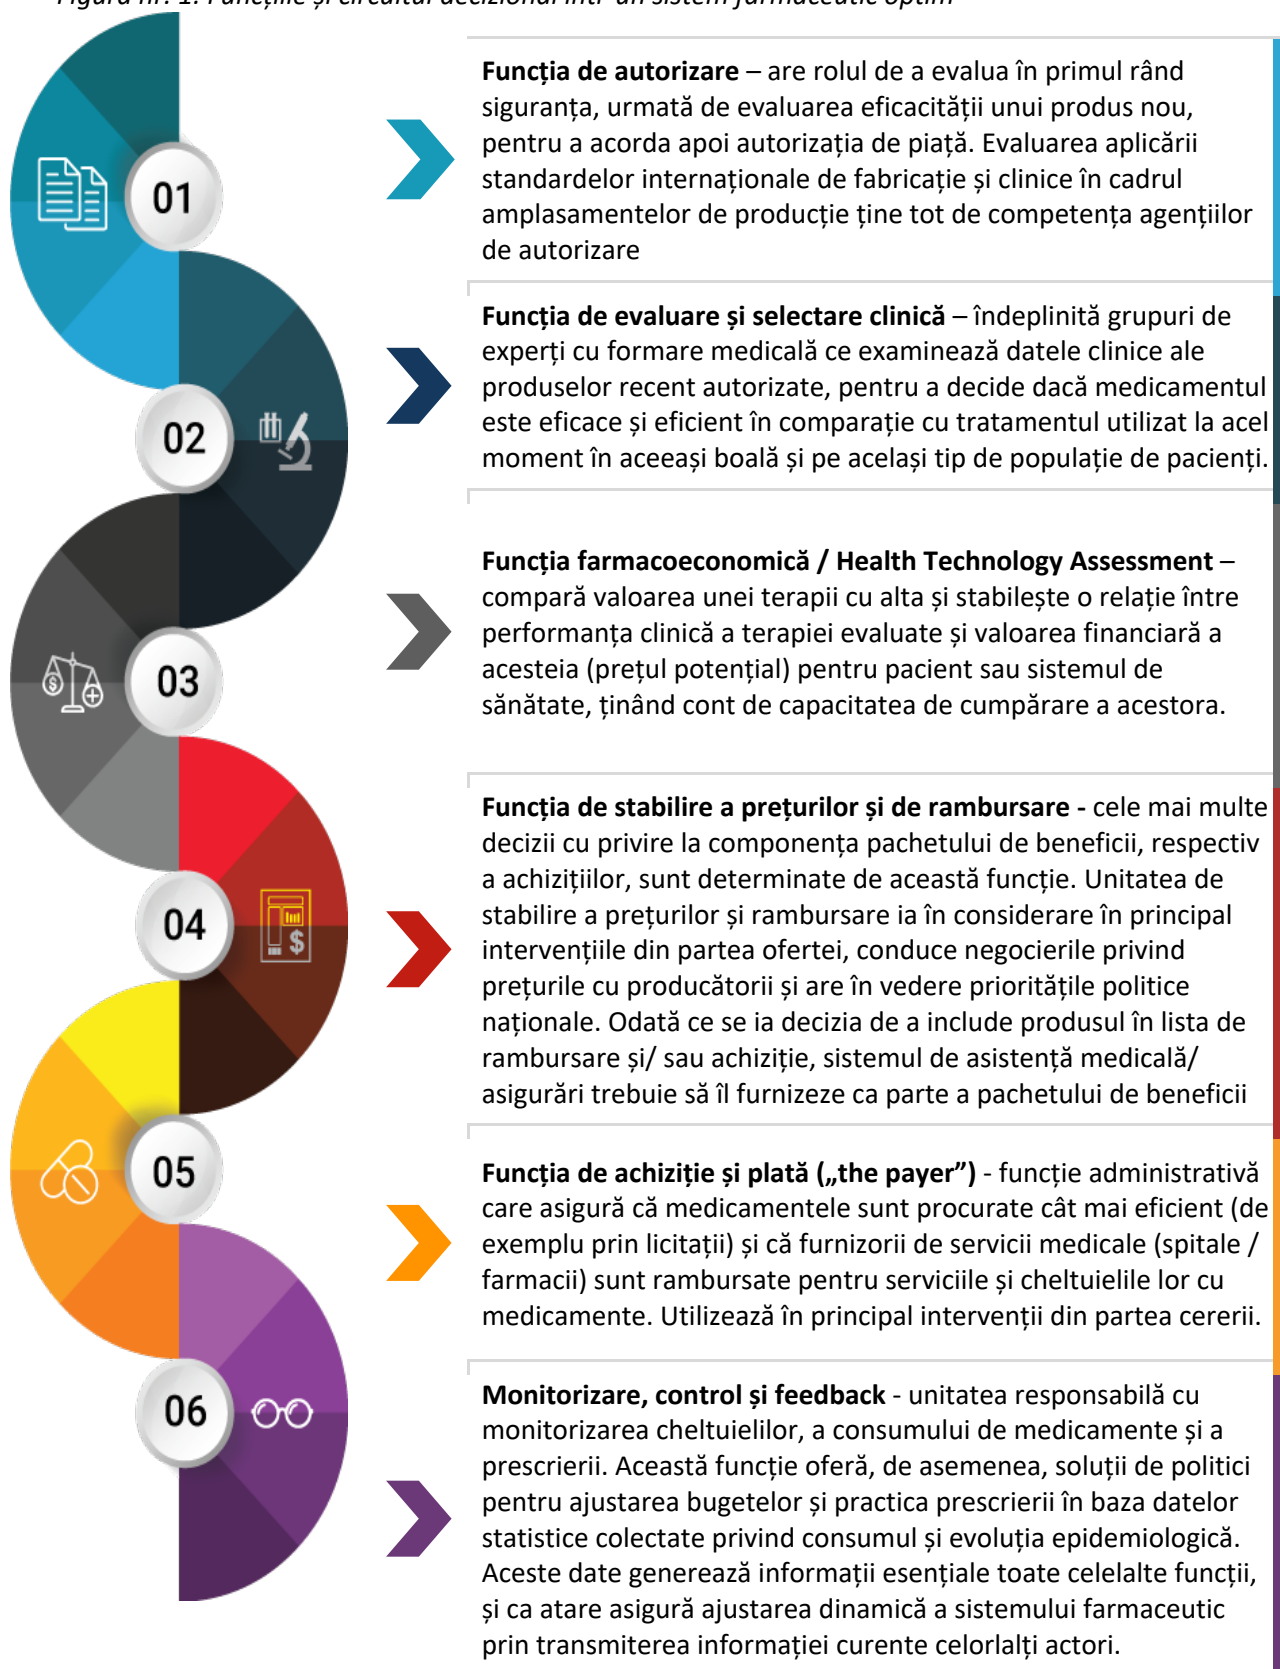 Figura nr. 1. Funcțiile și circuitul decizional într-un sistem farmaceutic optim
01
Funcția de autorizare – are rolul de a evalua în primul rând
siguranța, urmată de evaluarea eficacității unui produs nou,
pentru a acorda apoi autorizația de piață. Evaluarea aplicării
standardelor internaționale de fabricație și clinice în cadrul
amplasamentelor de producție ține tot de competența agențiilor
de autorizare
02
Funcția de evaluare și selectare clinică – îndeplinită grupuri de
experți cu formare medicală ce examinează datele clinice ale
produselor recent autorizate, pentru a decide dacă medicamentul
este eficace și eficient în comparație cu tratamentul utilizat la acel
moment în aceeași boală și pe același tip de populație de pacienți.
03
Funcția farmacoeconomică / Health Technology Assessment –
compară valoarea unei terapii cu alta și stabilește o relație între
performanța clinică a terapiei evaluate și valoarea financiară a
acesteia (prețul potențial) pentru pacient sau sistemul de
sănătate, ținând cont de capacitatea de cumpărare a acestora.
04
Funcția de stabilire a prețurilor și de rambursare - cele mai multe
decizii cu privire la componența pachetului de beneficii, respectiv
a achizițiilor, sunt determinate de această funcție. Unitatea de
stabilire a prețurilor și rambursare ia în considerare în principal
intervențiile din partea ofertei, conduce negocierile privind
prețurile cu producătorii și are în vedere prioritățile politice
naționale. Odată ce se ia decizia de a include produsul în lista de
rambursare și/ sau achiziție, sistemul de asistență medicală/
asigurări trebuie să îl furnizeze ca parte a pachetului de beneficii
05
Funcția de achiziție și plată („the payer”) - funcție administrativă
care asigură că medicamentele sunt procurate cât mai eficient (de
exemplu prin licitații) și că furnizorii de servicii medicale (spitale /
farmacii) sunt rambursate pentru serviciile și cheltuielile lor cu
medicamente. Utilizează în principal intervenții din partea cererii.
06
Monitorizare, control și feedback - unitatea responsabilă cu
monitorizarea cheltuielilor, a consumului de medicamente și a
prescrierii. Această funcție oferă, de asemenea, soluții de politici
pentru ajustarea bugetelor și practica prescrierii în baza datelor
statistice colectate privind consumul și evoluția epidemiologică.
Aceste date generează informații esențiale toate celelalte funcții,
și ca atare asigură ajustarea dinamică a sistemului farmaceutic
prin transmiterea informației curente celorlalți actori.